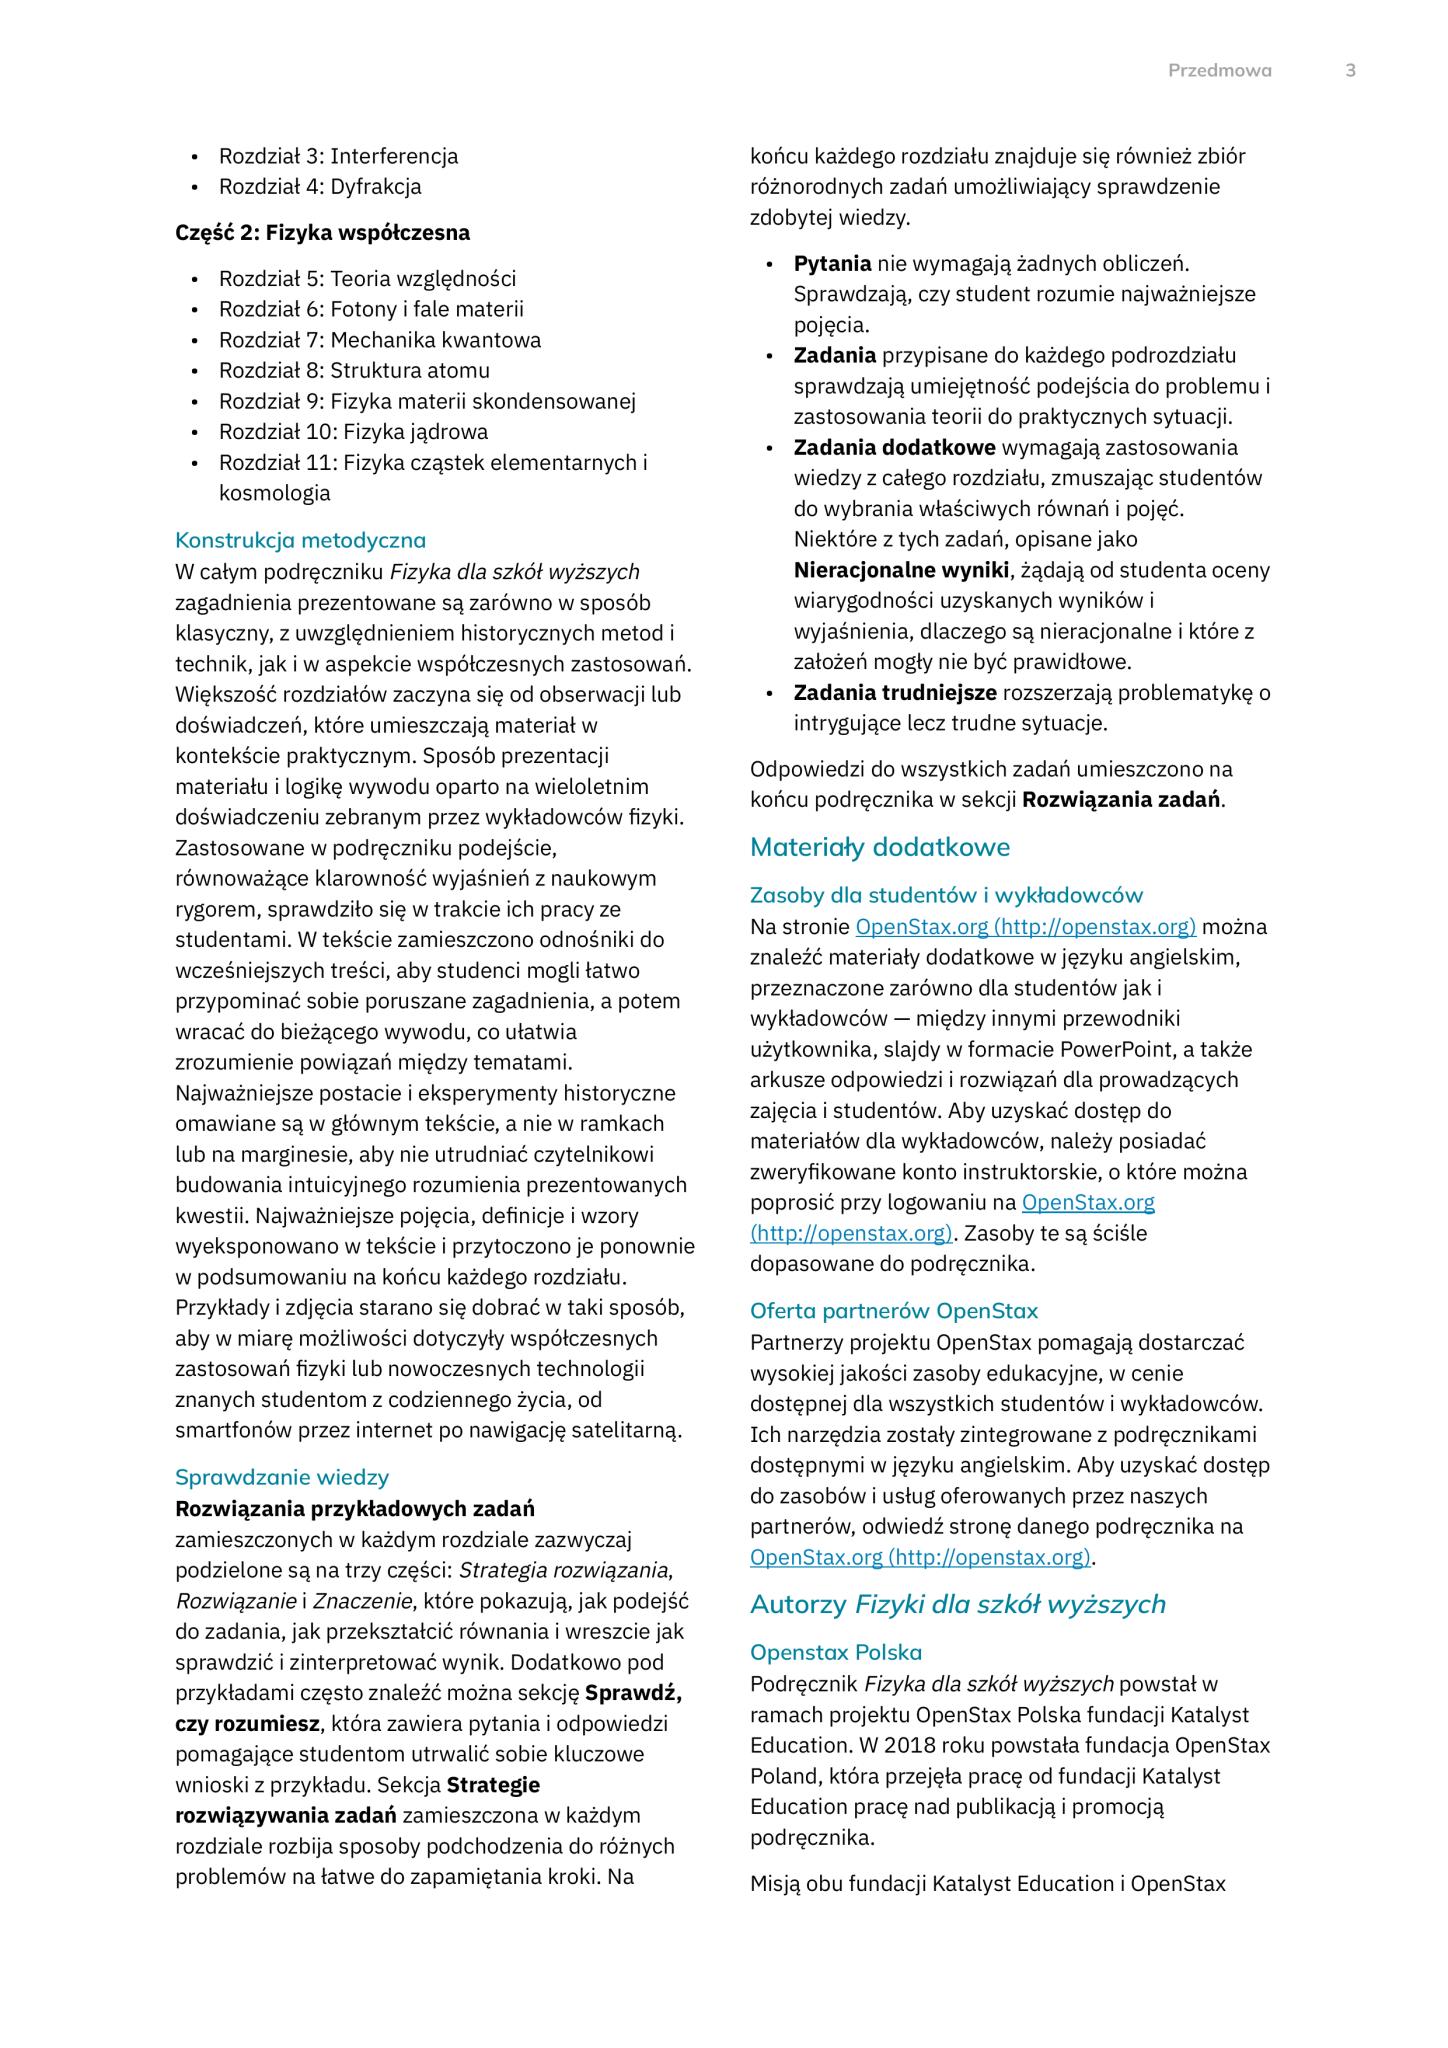 Przedmowa 3
• Rozdział 3: Interferencja
• Rozdział 4: Dyfrakcja
Część 2: Fizyka współczesna
• Rozdział 5: Teoria względności
• Rozdział 6: Fotony i fale materii
• Rozdział 7: Mechanika kwantowa
• Rozdział 8: Struktura atomu
• Rozdział 9: Fizyka materii skondensowanej
• Rozdział 10: Fizyka jądrowa
• Rozdział 11: Fizyka cząstek elementarnych i
kosmologia
Konstrukcja metodyczna
W całym podręczniku Fizyka dla szkół wyższych
zagadnienia prezentowane są zarówno w sposób
klasyczny, z uwzględnieniem historycznych metod i
technik, jak i w aspekcie współczesnych zastosowań.
Większość rozdziałów zaczyna się od obserwacji lub
doświadczeń, które umieszczają materiał w
kontekście praktycznym. Sposób prezentacji
materiału i logikę wywodu oparto na wieloletnim
doświadczeniu zebranym przez wykładowców fizyki.
Zastosowane w podręczniku podejście,
równoważące klarowność wyjaśnień z naukowym
rygorem, sprawdziło się w trakcie ich pracy ze
studentami. W tekście zamieszczono odnośniki do
wcześniejszych treści, aby studenci mogli łatwo
przypominać sobie poruszane zagadnienia, a potem
wracać do bieżącego wywodu, co ułatwia
zrozumienie powiązań między tematami.
Najważniejsze postacie i eksperymenty historyczne
omawiane są w głównym tekście, a nie w ramkach
lub na marginesie, aby nie utrudniać czytelnikowi
budowania intuicyjnego rozumienia prezentowanych
kwestii. Najważniejsze pojęcia, definicje i wzory
wyeksponowano w tekście i przytoczono je ponownie
w podsumowaniu na końcu każdego rozdziału.
Przykłady i zdjęcia starano się dobrać w taki sposób,
aby w miarę możliwości dotyczyły współczesnych
zastosowań fizyki lub nowoczesnych technologii
znanych studentom z codziennego życia, od
smartfonów przez internet po nawigację satelitarną.
Sprawdzanie wiedzy
Rozwiązania przykładowych zadań
zamieszczonych w każdym rozdziale zazwyczaj
podzielone są na trzy części: Strategia rozwiązania,
Rozwiązanie i Znaczenie, które pokazują, jak podejść
do zadania, jak przekształcić równania i wreszcie jak
sprawdzić i zinterpretować wynik. Dodatkowo pod
przykładami często znaleźć można sekcję Sprawdź,
czy rozumiesz, która zawiera pytania i odpowiedzi
pomagające studentom utrwalić sobie kluczowe
wnioski z przykładu. Sekcja Strategie
rozwiązywania zadań zamieszczona w każdym
rozdziale rozbija sposoby podchodzenia do różnych
problemów na łatwe do zapamiętania kroki. Na
końcu każdego rozdziału znajduje się również zbiór
różnorodnych zadań umożliwiający sprawdzenie
zdobytej wiedzy.
• Pytania nie wymagają żadnych obliczeń.
Sprawdzają, czy student rozumie najważniejsze
pojęcia.
• Zadania przypisane do każdego podrozdziału
sprawdzają umiejętność podejścia do problemu i
zastosowania teorii do praktycznych sytuacji.
• Zadania dodatkowe wymagają zastosowania
wiedzy z całego rozdziału, zmuszając studentów
do wybrania właściwych równań i pojęć.
Niektóre z tych zadań, opisane jako
Nieracjonalne wyniki, żądają od studenta oceny
wiarygodności uzyskanych wyników i
wyjaśnienia, dlaczego są nieracjonalne i które z
założeń mogły nie być prawidłowe.
• Zadania trudniejsze rozszerzają problematykę o
intrygujące lecz trudne sytuacje.
Odpowiedzi do wszystkich zadań umieszczono na
końcu podręcznika w sekcji Rozwiązania zadań.
Materiały dodatkowe
Zasoby dla studentów i wykładowców
Na stronie OpenStax.org (http://openstax.org) można
znaleźć materiały dodatkowe w języku angielskim,
przeznaczone zarówno dla studentów jak i
wykładowców — między innymi przewodniki
użytkownika, slajdy w formacie PowerPoint, a także
arkusze odpowiedzi i rozwiązań dla prowadzących
zajęcia i studentów. Aby uzyskać dostęp do
materiałów dla wykładowców, należy posiadać
zweryfikowane konto instruktorskie, o które można
poprosić przy logowaniu na OpenStax.org
(http://openstax.org). Zasoby te są ściśle
dopasowane do podręcznika.
Oferta partnerów OpenStax
Partnerzy projektu OpenStax pomagają dostarczać
wysokiej jakości zasoby edukacyjne, w cenie
dostępnej dla wszystkich studentów i wykładowców.
Ich narzędzia zostały zintegrowane z podręcznikami
dostępnymi w języku angielskim. Aby uzyskać dostęp
do zasobów i usług oferowanych przez naszych
partnerów, odwiedź stronę danego podręcznika na
OpenStax.org (http://openstax.org).
Autorzy Fizyki dla szkół wyższych
Openstax Polska
Podręcznik Fizyka dla szkół wyższych powstał w
ramach projektu OpenStax Polska fundacji Katalyst
Education. W 2018 roku powstała fundacja OpenStax
Poland, która przejęła pracę od fundacji Katalyst
Education pracę nad publikacją i promocją
podręcznika.
Misją obu fundacji Katalyst Education i OpenStax